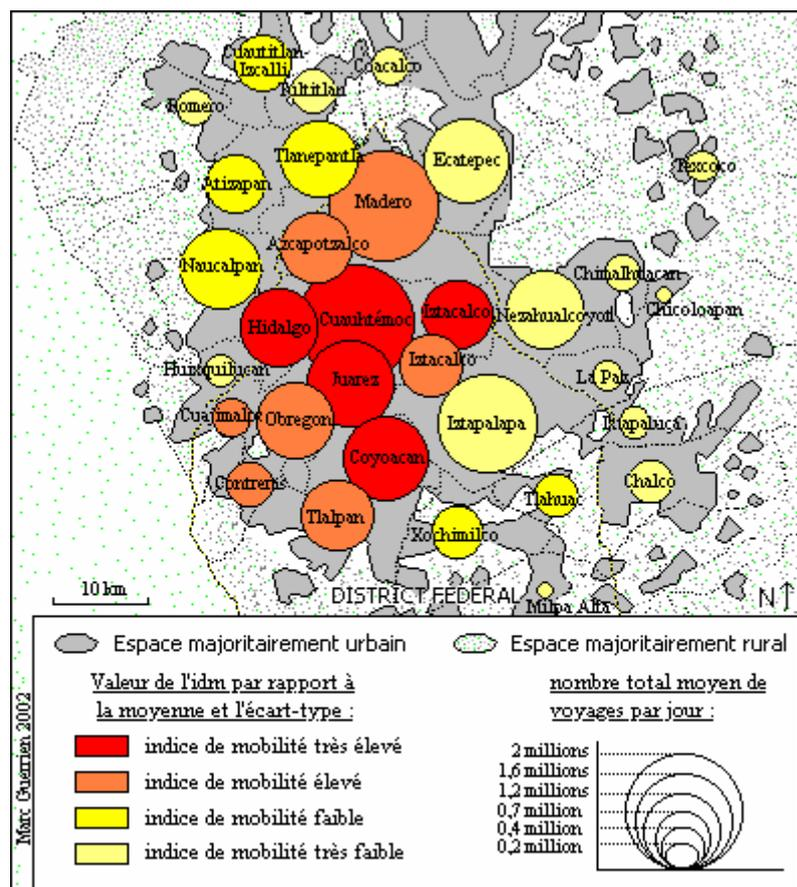 Cuautitlan-
Izcalli
Coacalco
Tultitlan
Romero
Tlanepantla
Ecatepec
Texcoco
Atizapan
Madero
Azcapotzalco
Naucalpan
Chimalhuacan
Chicoloapan
Hidalgo
Cuauhtémoc
Iztacalco
Nezahualcoyotl
Huixquilucan
Juarez
Iztacalco
La Paz
Cuajimalpa
Obregon
Iztapalapa
Ixtapaluca
Coyoacan
Contreras
Chalco
Tlahuac
Tlalpan
Xochimilco
10 km
DISTRICT FEDERAL
Milpa Alta
N
Espace majoritairement urbain
Espace majoritairement rural
Valeur de l'idm par rapport à
la moyenne et l'écart-type :
indice de mobilité très élevé
indice de mobilité élevé
indice de mobilité faible
indice de mobilité très faible
nombre total moyen de
voyages par jour :
2 millions
1,6 millions
1,2 millions
0,7 million
0,4 million
0,2 million
Marc Guerrien 2002